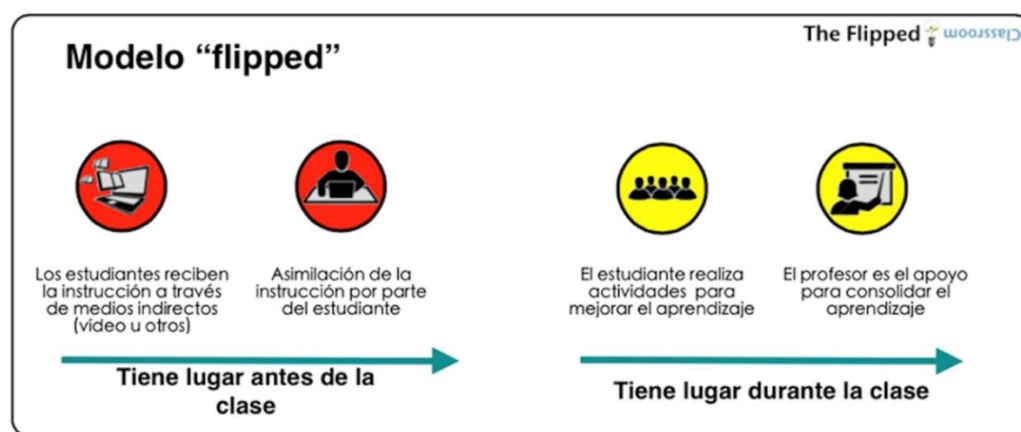 The Flipped Classroom
Modelo “flipped”
Los estudiantes reciben
la instrucción a través
de medios indirectos
(vídeo u otros)
Asimilación de la
instrucción por parte
del estudiante
El estudiante realiza
actividades para
mejorar el aprendizaje
El profesor es el apoyo
para consolidar el
aprendizaje
Tiene lugar antes de la
clase
Tiene lugar durante la clase